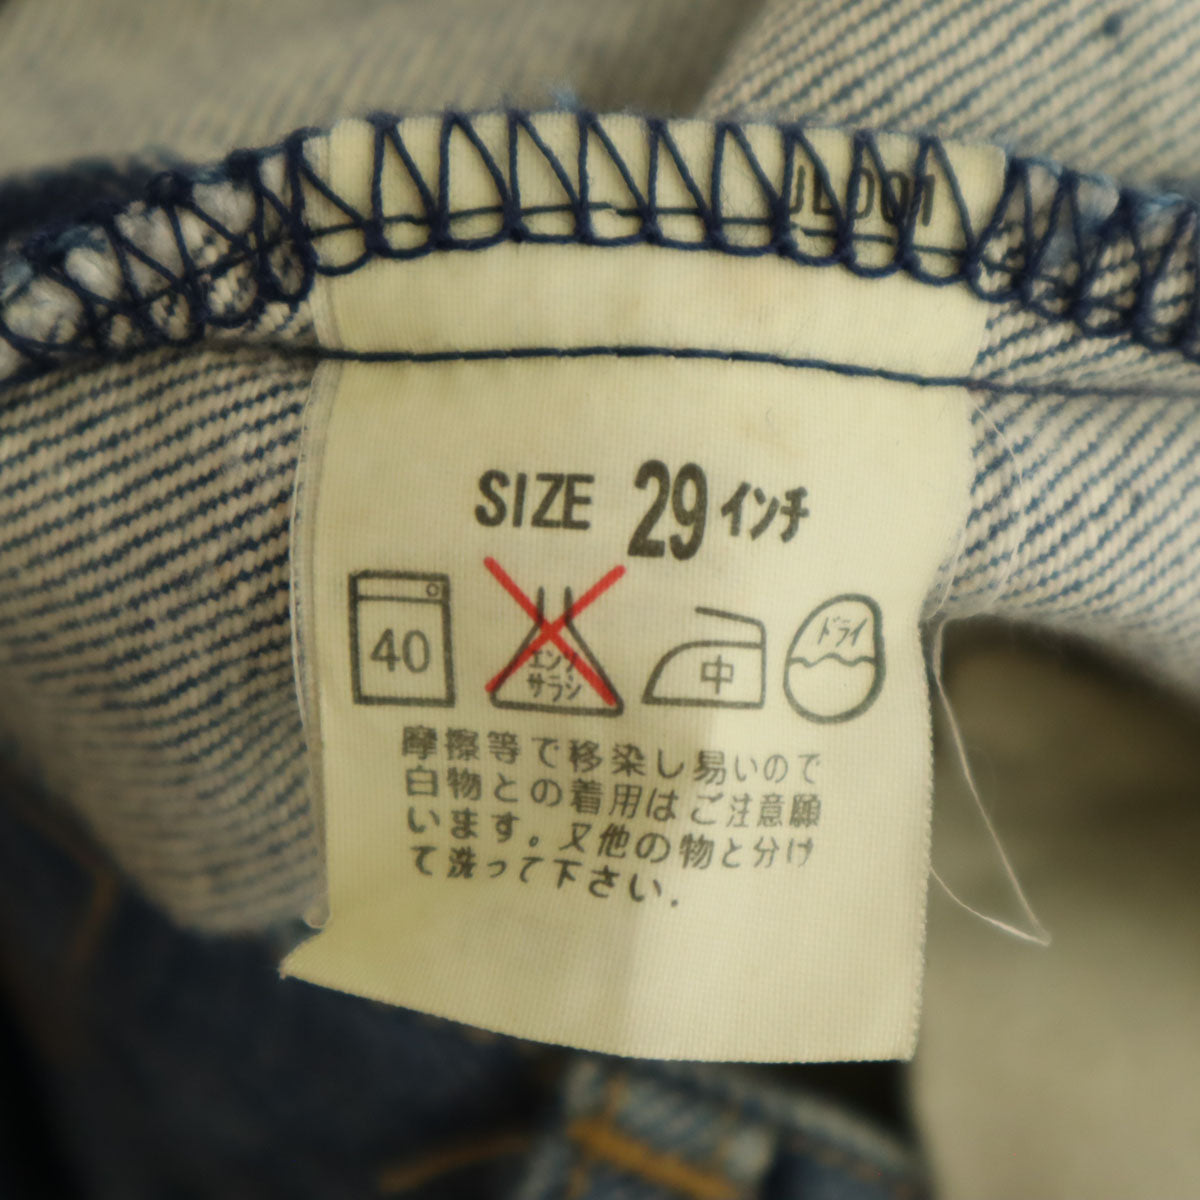 SIZE 29インチ
40 エンソ サラシ 中 ドライ
摩擦等で移染し易いので
白物との着用はご注意願
います。又他の物と分け
て洗って下さい.